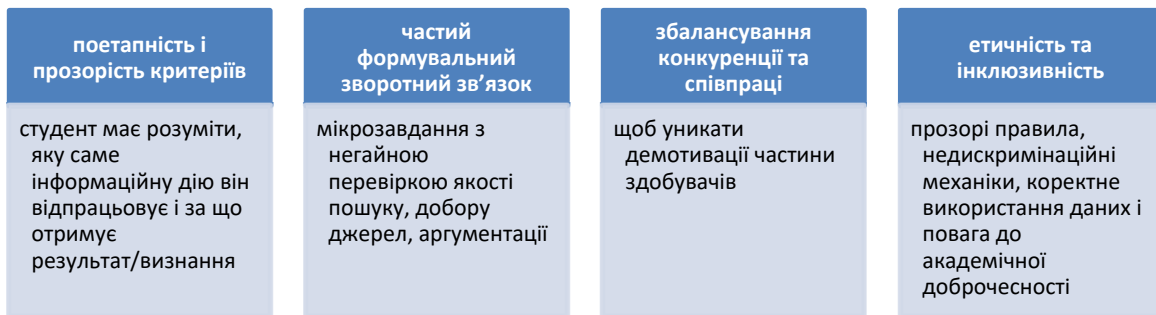 поетапність і
прозорість критеріїв
студент має розуміти,
яку саме
інформаційну дію він
відпрацьовує і за що
отримує
результат/визнання
частий
формувальний
зворотний зв’язок
мікрозавдання з
негайною
перевіркою якості
пошуку, добору
джерел, аргументації
збалансування
конкуренції та
співпраці
щоб уникати
демотивації частини
здобувачів
етичність та
інклюзивність
прозорі правила,
недискримінаційні
механіки, коректне
використання даних і
повага до
академічної
доброчесності